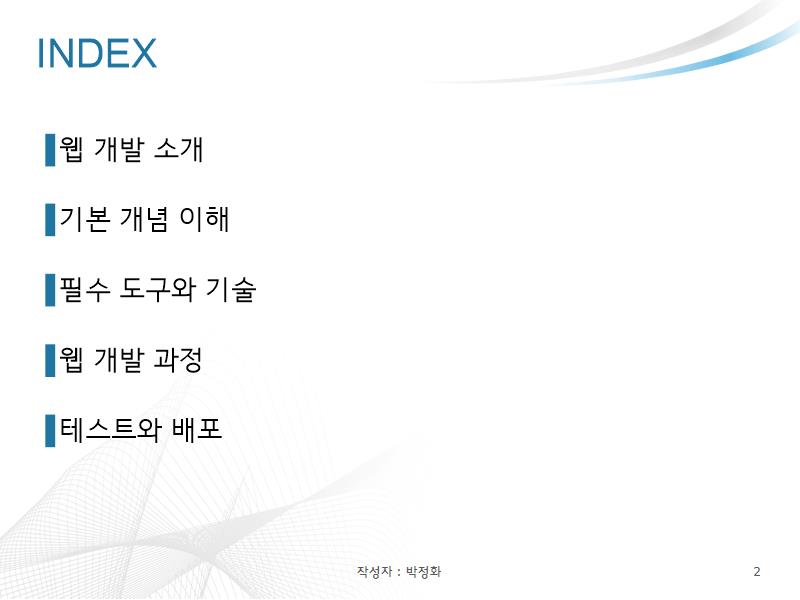 INDEX
웹 개발 소개
기본 개념 이해
필수 도구와 기술
웹 개발 과정
테스트와 배포
작성자 : 박정화
2